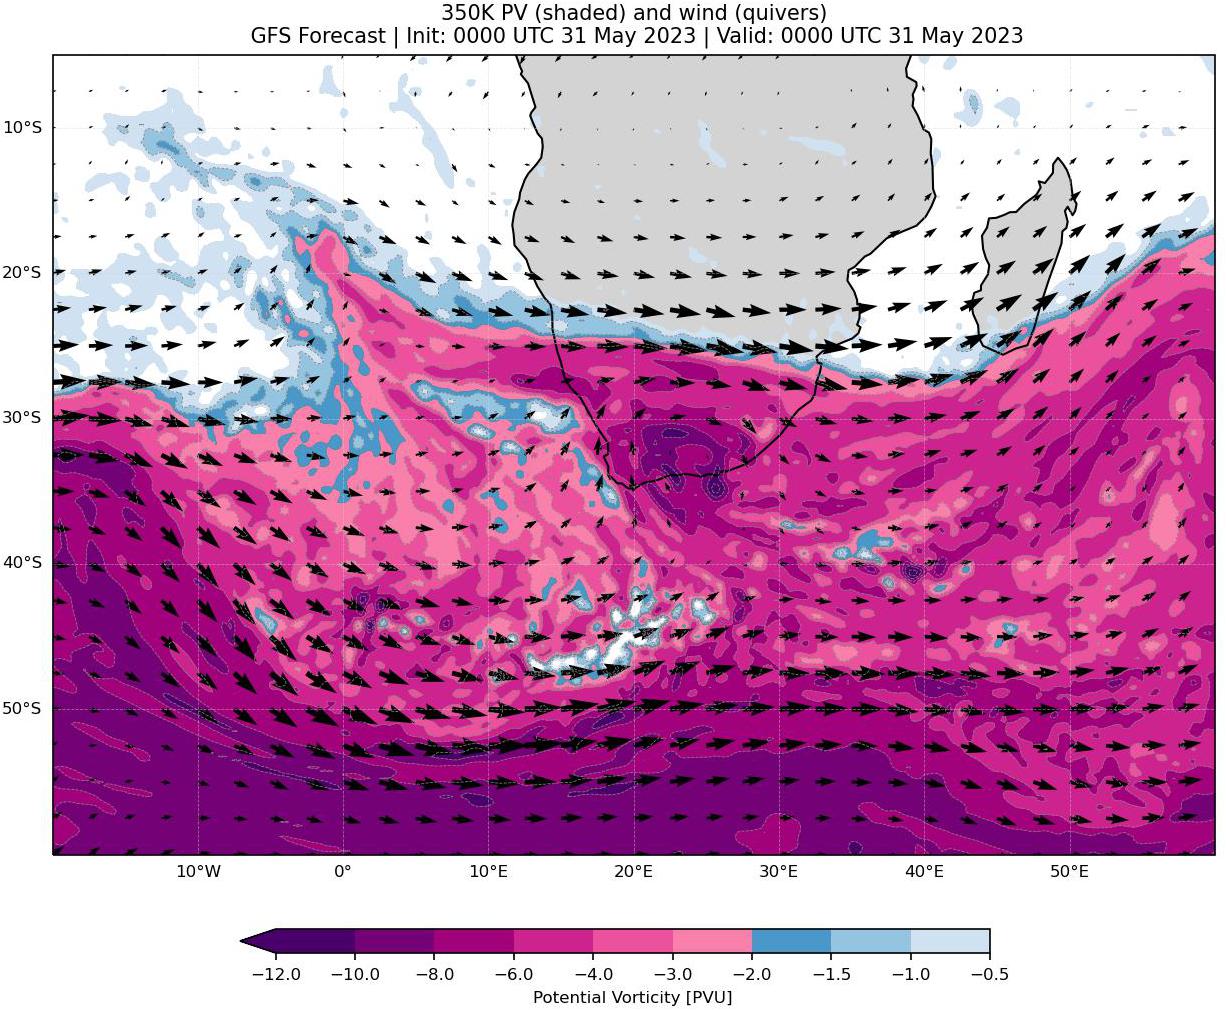 350K PV (shaded) and wind (quivers)
GFS Forecast | Init: 0000 UTC 31 May 2023 | Valid: 0000 UTC 31 May 2023
10°S
20°S
30°S
40°S
50°S
10°W 0° 10°E 20°E 30°E 40°E 50°E
−12.0 −10.0 −8.0 −6.0 −4.0 −3.0 −2.0 −1.5 −1.0 −0.5
Potential Vorticity [PVU]